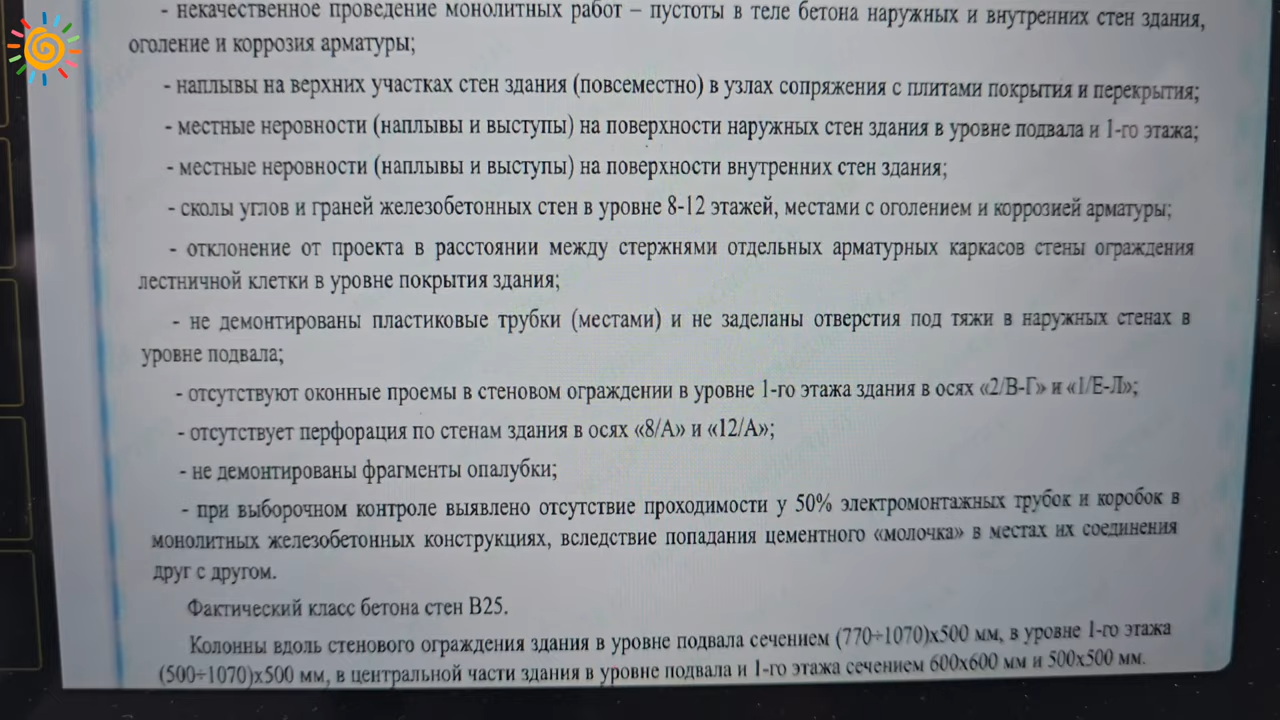 - некачественное проведение монолитных работ – пустоты в теле бетона наружных и внутренних стен здания,
оголение и коррозия арматуры;
- наплывы на верхних участках стен здания (повсеместно) в узлах сопряжения с плитами покрытия и перекрытия;
- местные неровности (наплывы и выступы) на поверхности наружных стен здания в уровне подвала и 1-го этажа;
- местные неровности (наплывы и выступы) на поверхности внутренних стен здания;
- сколы углов и граней железобетонных стен в уровне 8-12 этажей, местами с оголением и коррозией арматуры;
- отклонение от проекта в расстоянии между стержнями отдельных арматурных каркасов стены ограждения
лестничной клетки в уровне покрытия здания;
- не демонтированы пластиковые трубки (местами) и не заделаны отверстия под тяжи в наружных стенах в
уровне подвала;
- отсутствуют оконные проемы в стеновом ограждении в уровне 1-го этажа здания в осях «2/В-Г» и «1/Е-Л»;
- отсутствует перфорация по стенам здания в осях «8/А» и «12/А»;
- не демонтированы фрагменты опалубки;
- при выборочном контроле выявлено отсутствие проходимости у 50% электромонтажных трубок и коробок в
монолитных железобетонных конструкциях, вследствие попадания цементного «молочка» в местах их соединения
друг с другом.
Фактический класс бетона стен В25.
Колонны вдоль стенового ограждения здания в уровне подвала сечением (770÷1070)х500 мм, в уровне 1-го этажа
(500÷1070)х500 мм, в центральной части здания в уровне подвала и 1-го этажа сечением 600х600 мм и 500х500 мм.